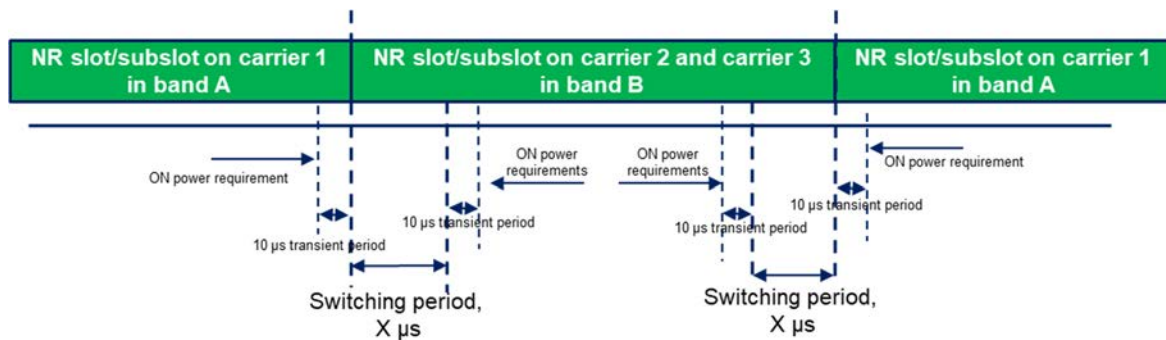 NR slot/subslot on carrier 1
in band A
NR slot/subslot on carrier 2 and carrier 3
in band B
NR slot/subslot on carrier 1
in band A
ON power requirement
ON power
requirements
ON power
requirements
ON power requirement
10 µs transient period
10 µs transient period
10 µs transient period
10 µs transient period
Switching period,
X µs
Switching period,
X µs